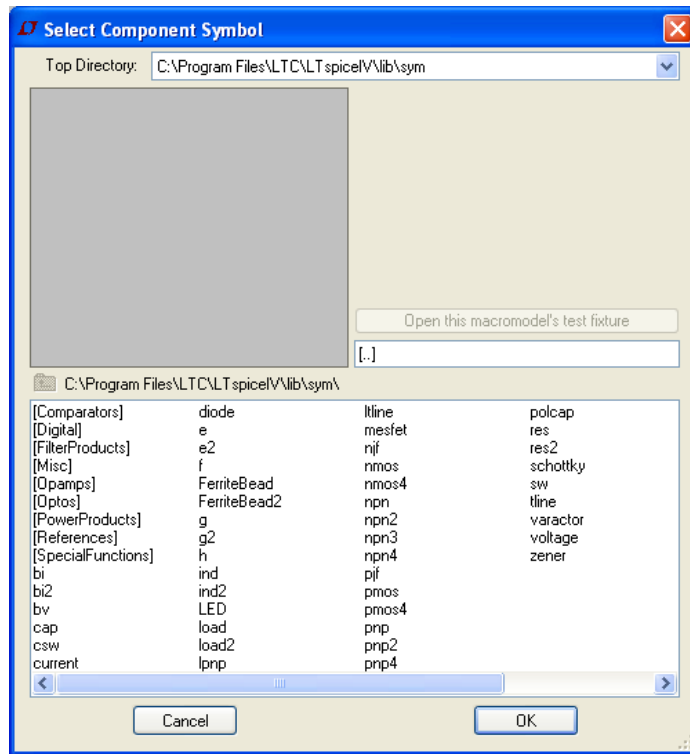 Select Component Symbol
Top Directory: C:\Program Files\LTC\LTspiceIV\lib\sym
Open this macromodel's test fixture
[..]
C:\Program Files\LTC\LTspiceIV\lib\sym\
[Comparators] diode ltline polcap
[Digital] e mesfet res
[FilterProducts] e2 njf res2
[Misc] f nmos schottky
[Opamps] FerriteBead nmos4 sw
[Optos] FerriteBead2 npn tline
[PowerProducts] g npn2 varactor
[References] g2 npn3 voltage
[SpecialFunctions] h npn4 zener
bi ind pjf
bi2 ind2 pmos
bv LED pmos4
cap load pnp
csw load2 pnp2
current lpnp pnp4
Cancel OK